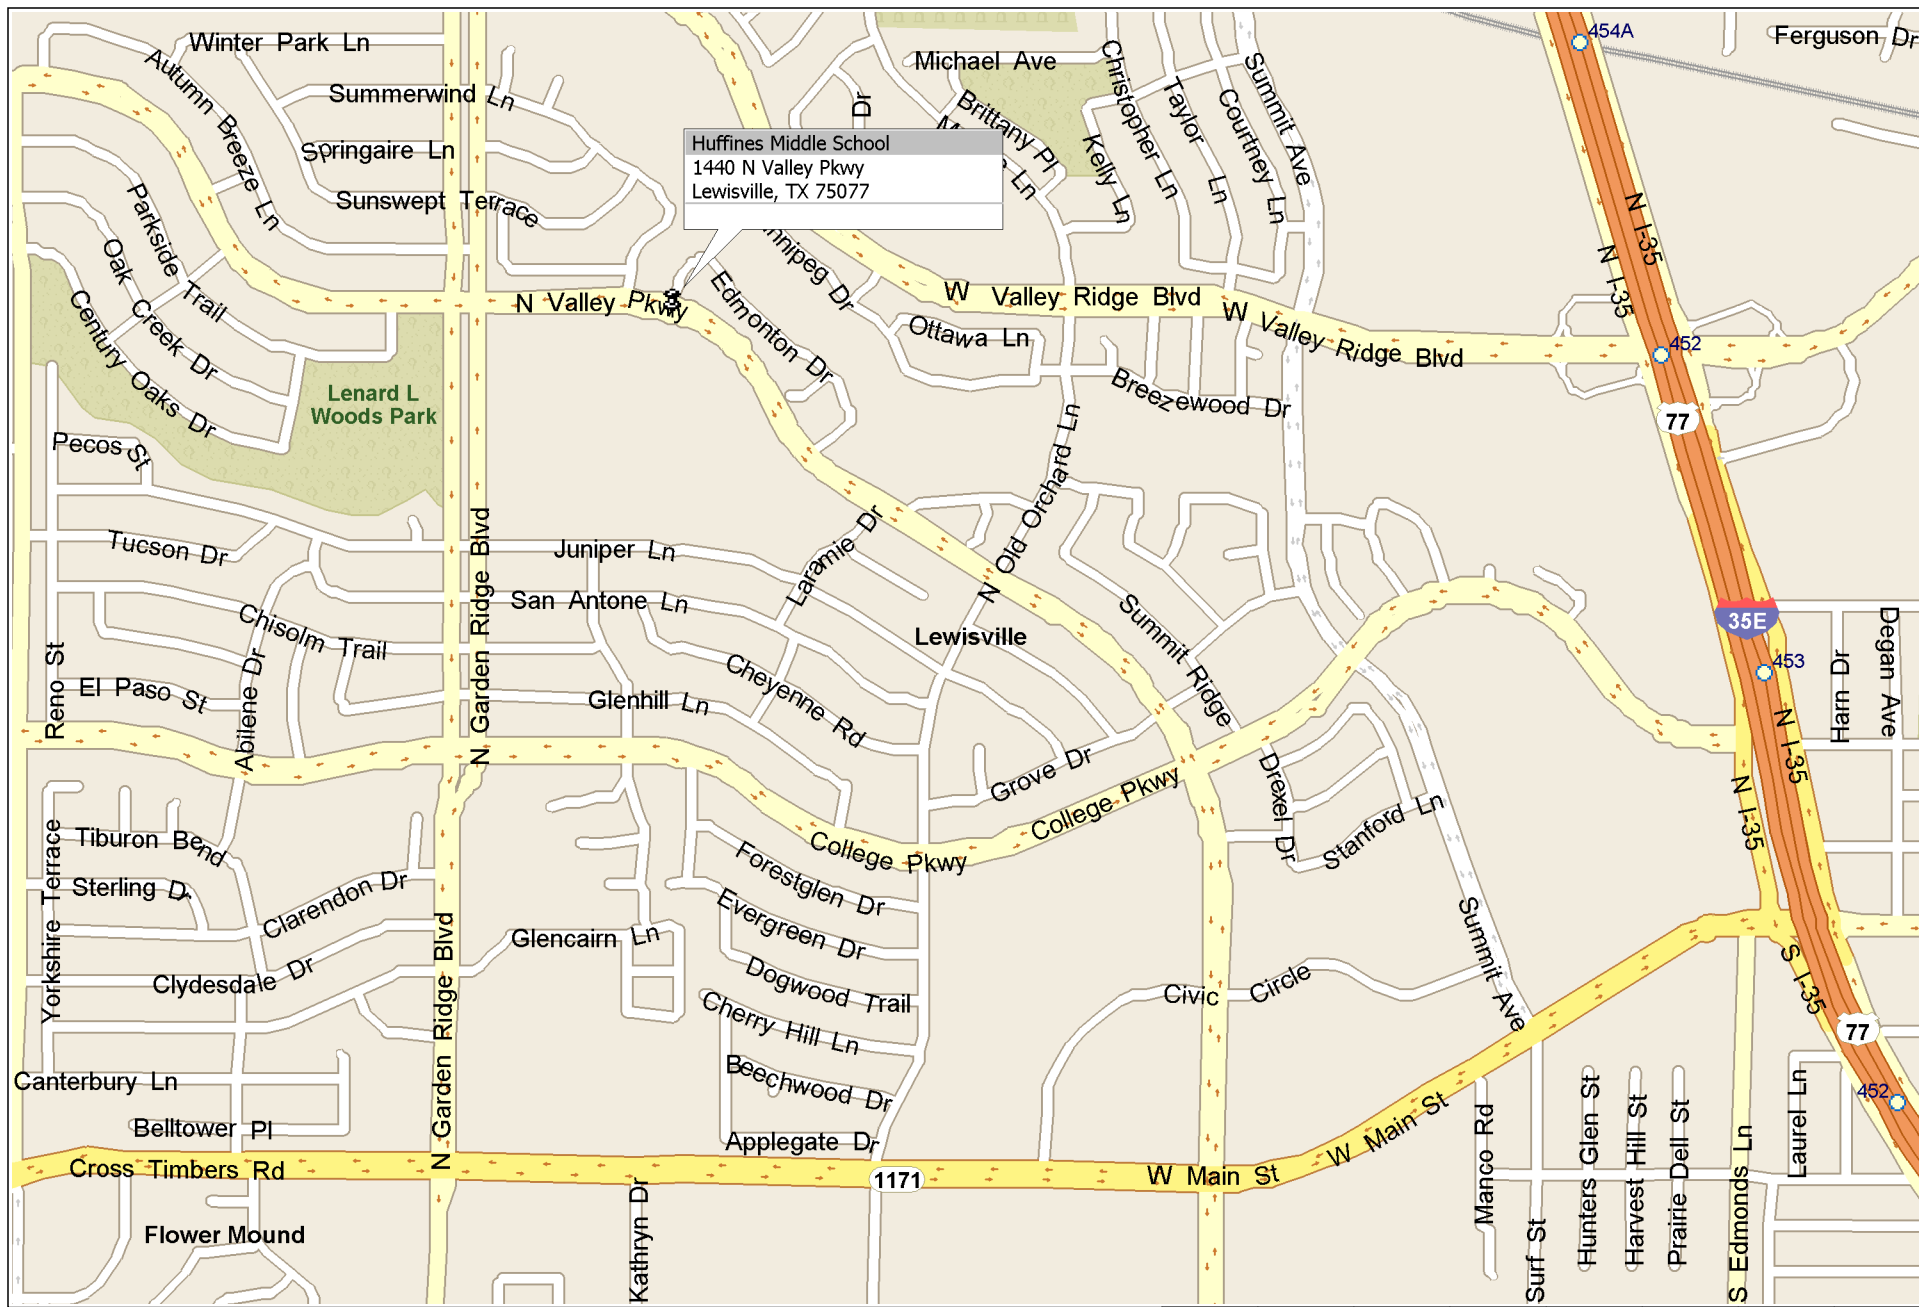 454A
Ferguson Dr
Winter Park Ln
Michael Ave
Christopher Ln
Summit Ave
Autumn Breeze Ln
Summerwind Ln
Dr
Brittany Pl
Taylor Ln
Courtney Ln
Kelly Ln
Ln
Springaire Ln
Huffines Middle School
1440 N Valley Pkwy
Lewisville, TX 75077
Sunswept Terrace
Parkside Trail
Oak Creek Dr
Century Oaks Dr
N I-35
N I-35
N Valley Pkwy
Edmonton Dr
nnipeg Dr
W Valley Ridge Blvd
W Valley Ridge Blvd
Ottawa Ln
452
Lenard L
Woods Park
Breezewood Dr
77
Pecos St
N Old Orchard Ln
Tucson Dr
Juniper Ln
Laramie Dr
N Garden Ridge Blvd
San Antone Ln
Chisolm Trail
Lewisville
Summit Ridge
35E
Degan Ave
Harn Dr
453
Reno St
El Paso St
Abilene Dr
Glenhill Ln
Cheyenne Rd
Grove Dr
College Pkwy
Drexel Dr
Stanford Ln
N I-35
N I-35
Yorkshire Terrace
Tiburon Bend
Sterling Dr
Clarendon Dr
College Pkwy
Forestglen Dr
Evergreen Dr
Glencairn Ln
Summit Ave
S I-35
Clydesdale Dr
Dogwood Trail
Civic Circle
Cherry Hill Ln
N Garden Ridge Blvd
77
Canterbury Ln
Beechwood Dr
452
Belltower Pl
Applegate Dr
W Main St
Cross Timbers Rd
1171
W Main St
Manco Rd
Hunters Glen St
Harvest Hill St
Prairie Dell St
Laurel Ln
S Edmonds Ln
Surf St
Kathryn Dr
Flower Mound